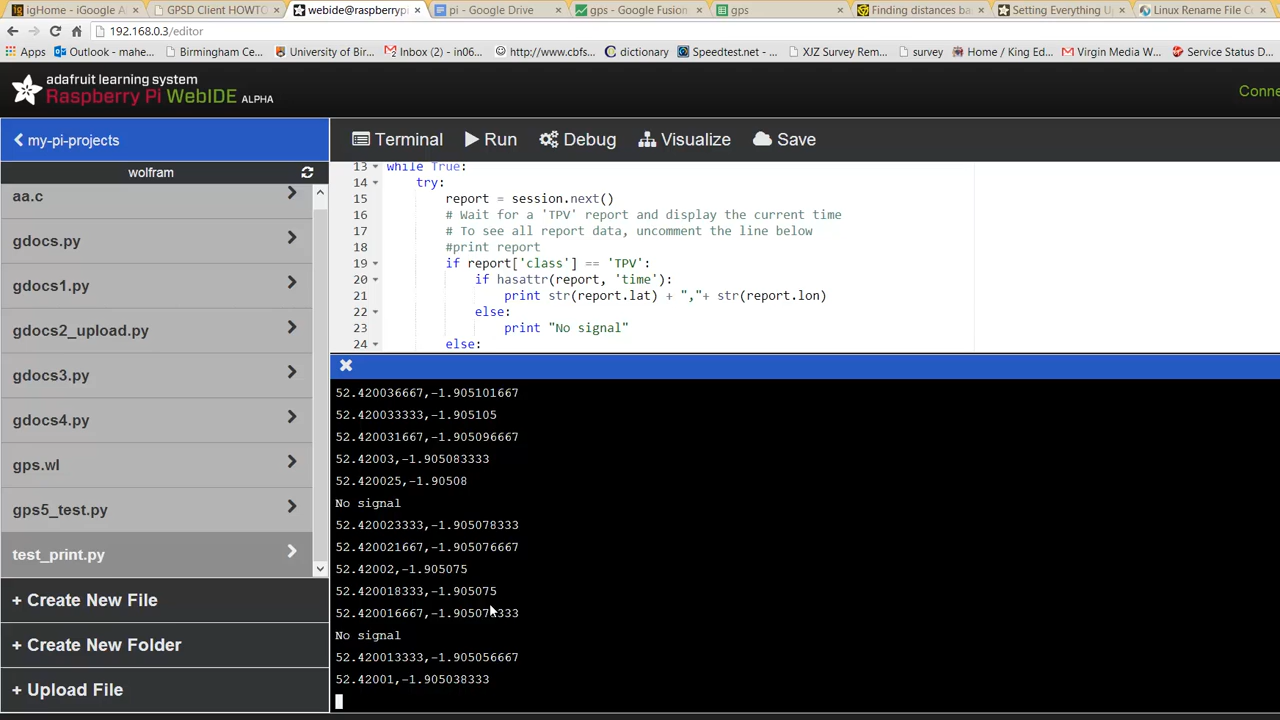 igHome - iGoogle A
GPSD Client HOWTO
webide@raspberryp
pi - Google Drive
gps - Google Fusion
gps
Finding distances ba
Setting Everything U
Linux Rename File C
192.168.0.3/editor
Apps
Outlook - mahe...
Birmingham Ce...
University of Bir...
Inbox (2) - in06...
http://www.cbfs...
dictionary
Speedtest.net -...
XJZ Survey Rem...
survey
Home / King Ed...
Virgin Media W...
Service Status D
adafruit learning system
Raspberry Pi WebIDE ALPHA
Conne
my-pi-projects
Terminal
Run
Debug
Visualize
Save
wolfram
aa.c
gdocs.py
gdocs1.py
gdocs2_upload.py
gdocs3.py
gdocs4.py
gps.wl
gps5_test.py
test_print.py
+ Create New File
+ Create New Folder
+ Upload File
13 while True:
14 try:
15 report = session.next()
16 # Wait for a 'TPV' report and display the current time
17 # To see all report data, uncomment the line below
18 #print report
19 if report['class'] == 'TPV':
20 if hasattr(report, 'time'):
21 print str(report.lat) + ","+ str(report.lon)
22 else:
23 print "No signal"
24 else:
52.420036667,-1.905101667
52.420033333,-1.905105
52.420031667,-1.905096667
52.42003,-1.905083333
52.420025,-1.90508
No signal
52.420023333,-1.905078333
52.420021667,-1.905076667
52.42002,-1.905075
52.420018333,-1.905075
No signal
52.420013333,-1.905056667
52.42001,-1.905038333